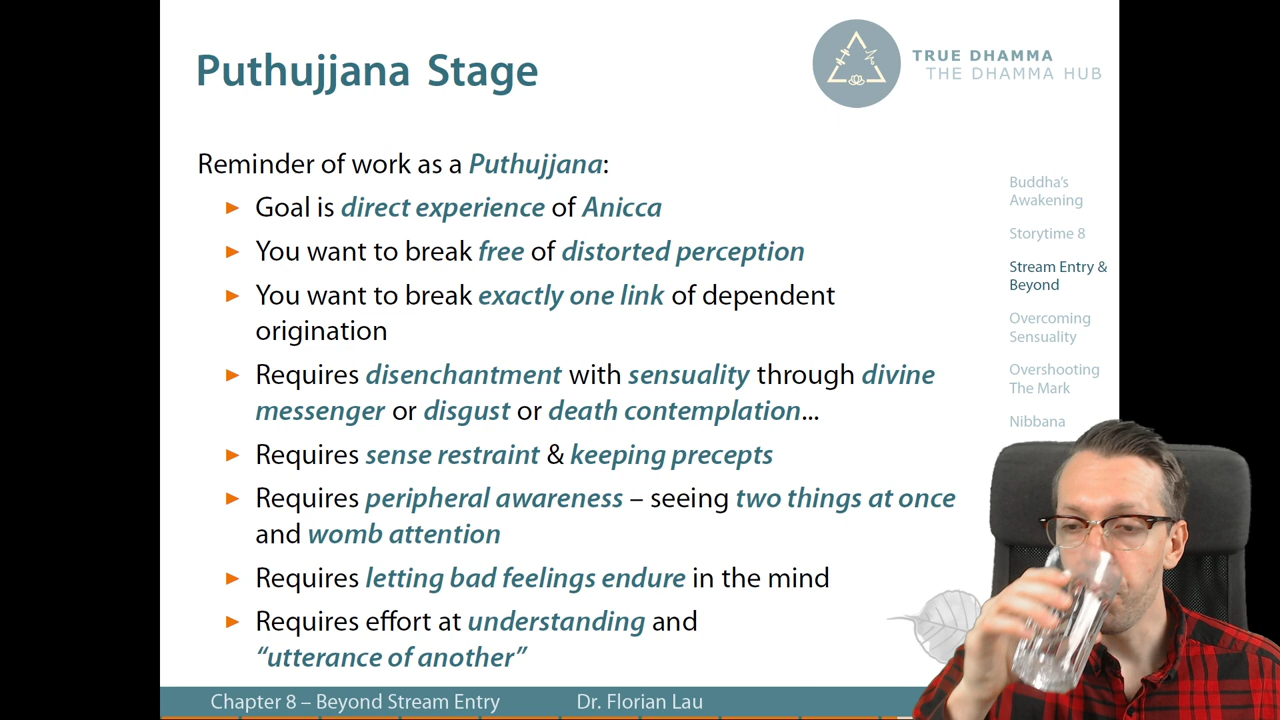 Puthujjana Stage
TRUE DHAMMA
THE DHAMMA HUB
Reminder of work as a Puthujjana:
► Goal is direct experience of Anicca
► You want to break free of distorted perception
► You want to break exactly one link of dependent
origination
► Requires disenchantment with sensuality through divine
messenger or disgust or death contemplation...
► Requires sense restraint & keeping precepts
► Requires peripheral awareness – seeing two things at once
and womb attention
► Requires letting bad feelings endure in the mind
► Requires effort at understanding and
“utterance of another”
Buddha’s
Awakening
Storytime 8
Stream Entry &
Beyond
Overcoming
Sensuality
Overshooting
The Mark
Nibbana
Chapter 8 – Beyond Stream Entry
Dr. Florian Lau